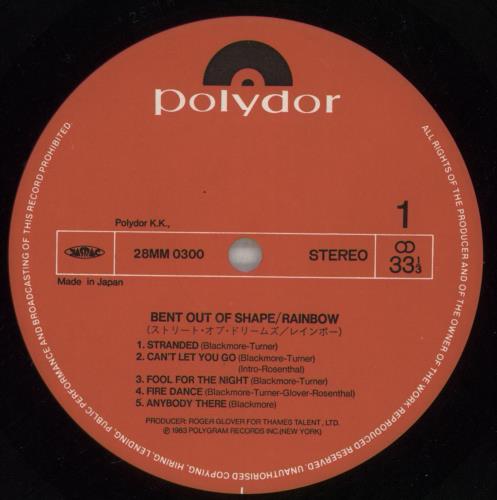 polydor
1
Polydor K.K.,
JASRAC
28MM 0300
STEREO
33 1/3
Made in Japan
BENT OUT OF SHAPE/RAINBOW
(ストリート・オブ・ドリームズ/レインボー)
1. STRANDED (Blackmore-Turner)
2. CAN'T LET YOU GO (Blackmore-Turner)
(Intro-Rosenthal)
3. FOOL FOR THE NIGHT (Blackmore-Turner)
4. FIRE DANCE (Blackmore-Turner-Glover-Rosenthal)
5. ANYBODY THERE (Blackmore)
PRODUCER: ROGER GLOVER FOR THAMES TALENT, LTD.
℗ 1983 POLYGRAM RECORDS INC. (NEW YORK)
ALL RIGHTS OF THE PRODUCER AND OF THE OWNER OF THE WORK REPRODUCED RESERVED. UNAUTHORISED COPYING, HIRING, LENDING, PUBLIC PERFORMANCE AND BROADCASTING OF THIS RECORD PROHIBITED.